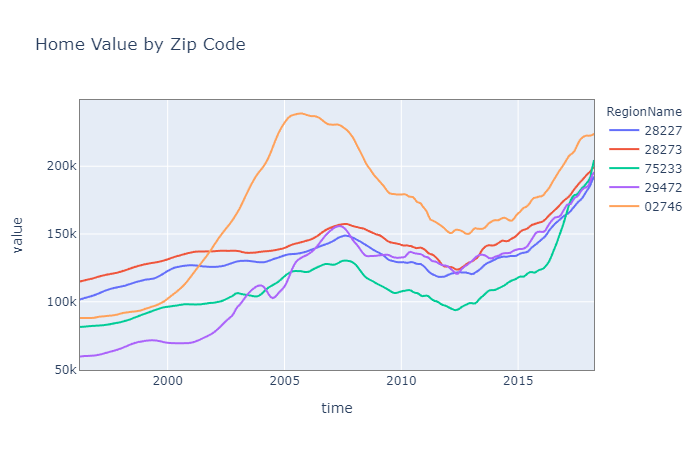 Home Value by Zip Code
RegionName
28227
28273
75233
29472
02746
200k
150k
100k
50k
value
2000
2005
2010
2015
time